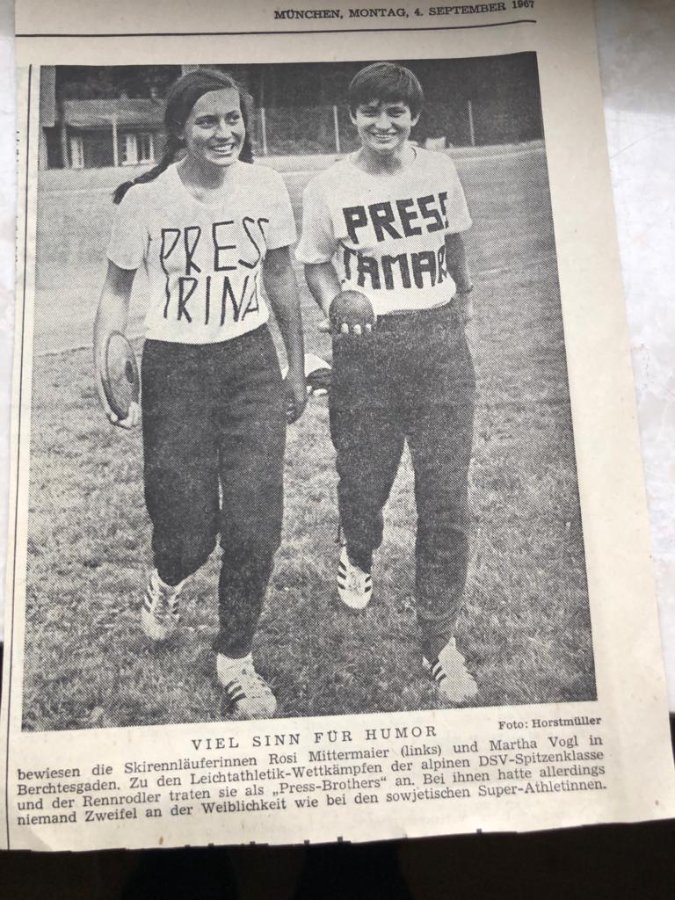 MÜNCHEN, MONTAG, 4. SEPTEMBER 1967
PRESS
IRINA
PRESS
TAMARA
VIEL SINN FÜR HUMOR
Foto: Horstmüller
bewiesen die Skirennläuferinnen Rosi Mittermaier (links) und Martha Vogl in
Berchtesgaden. Zu den Leichtathletik-Wettkämpfen der alpinen DSV-Spitzenklasse
und der Rennrodler traten sie als „Press-Brothers“ an. Bei ihnen hatte allerdings
niemand Zweifel an der Weiblichkeit wie bei den sowjetischen Super-Athletinnen.